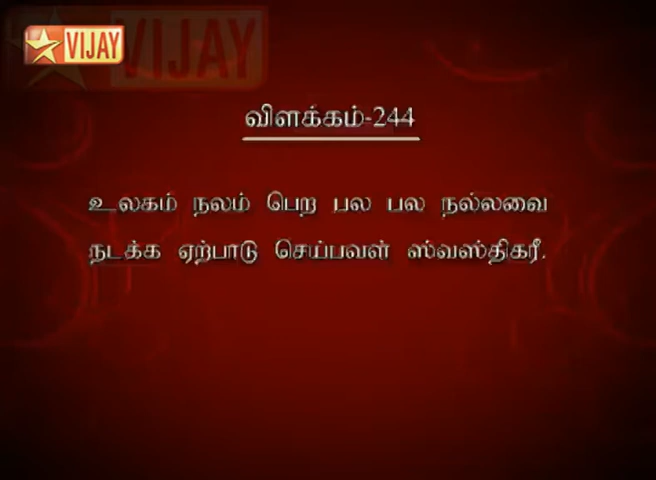 VIJAY
VIJAY
விளக்கம்-244
உலகம் நலம் பெற பல பல நல்லவை
நடக்க ஏற்பாடு செய்பவள் ஸ்வஸ்திகரீ.